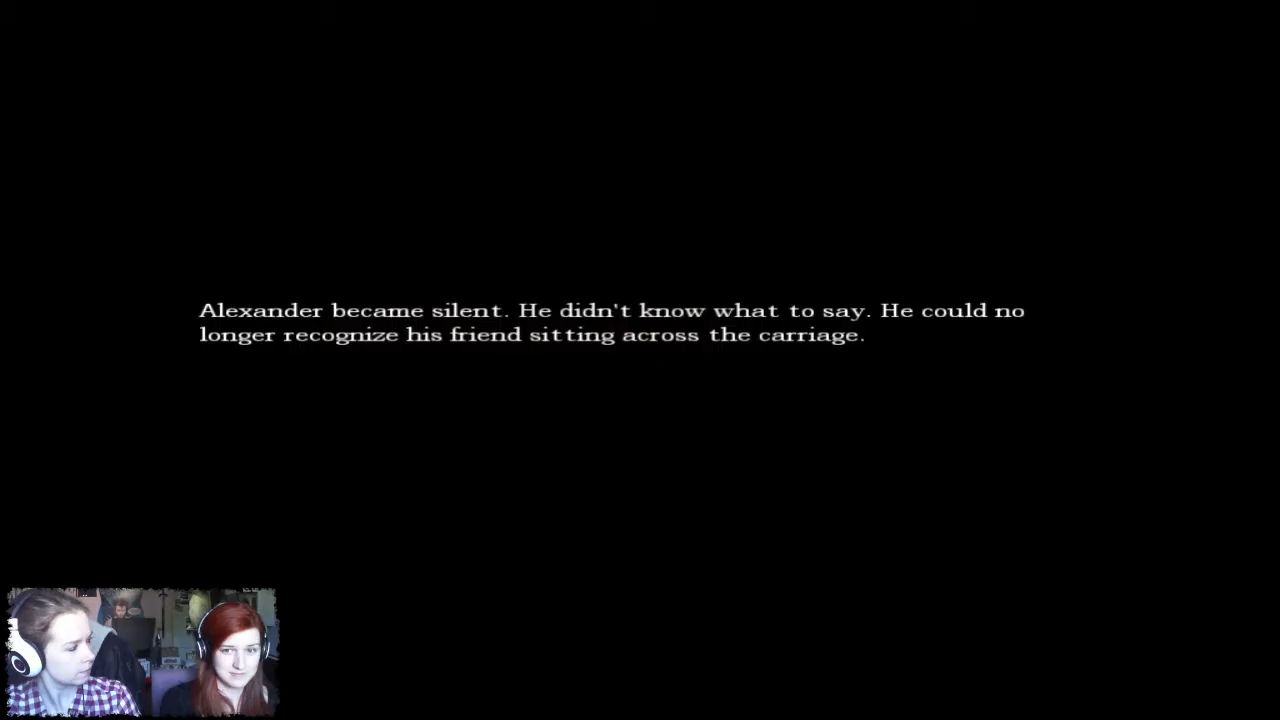 Alexander became silent. He didn't know what to say. He could no
longer recognize his friend sitting across the carriage.